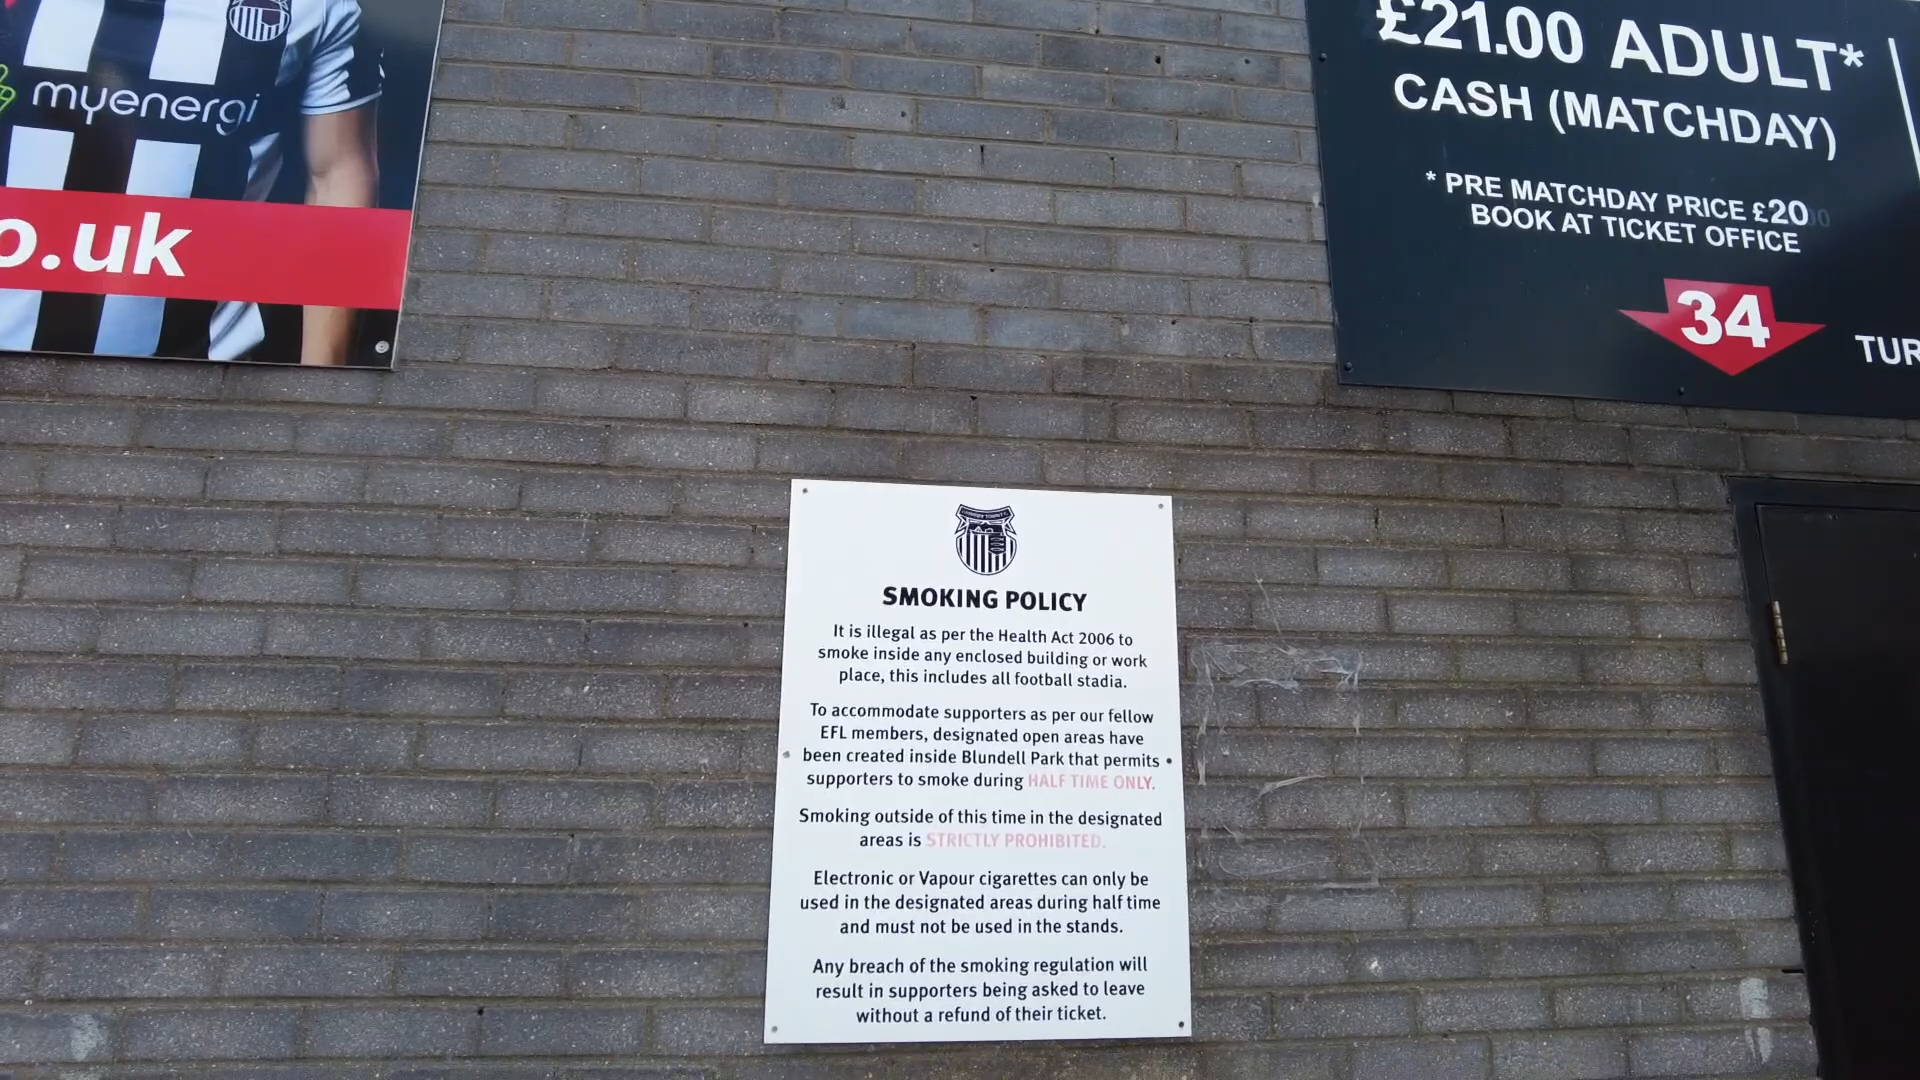 myenergi
o.uk
£21.00 ADULT*
CASH (MATCHDAY)
* PRE MATCHDAY PRICE £20
BOOK AT TICKET OFFICE
34
TUR
SMOKING POLICY
It is illegal as per the Health Act 2006 to
smoke inside any enclosed building or work
place, this includes all football stadia.
To accommodate supporters as per our fellow
EFL members, designated open areas have
been created inside Blundell Park that permits
supporters to smoke during HALF TIME ONLY.
Smoking outside of this time in the designated
areas is STRICTLY PROHIBITED.
Electronic or Vapour cigarettes can only be
used in the designated areas during half time
and must not be used in the stands.
Any breach of the smoking regulation will
result in supporters being asked to leave
without a refund of their ticket.